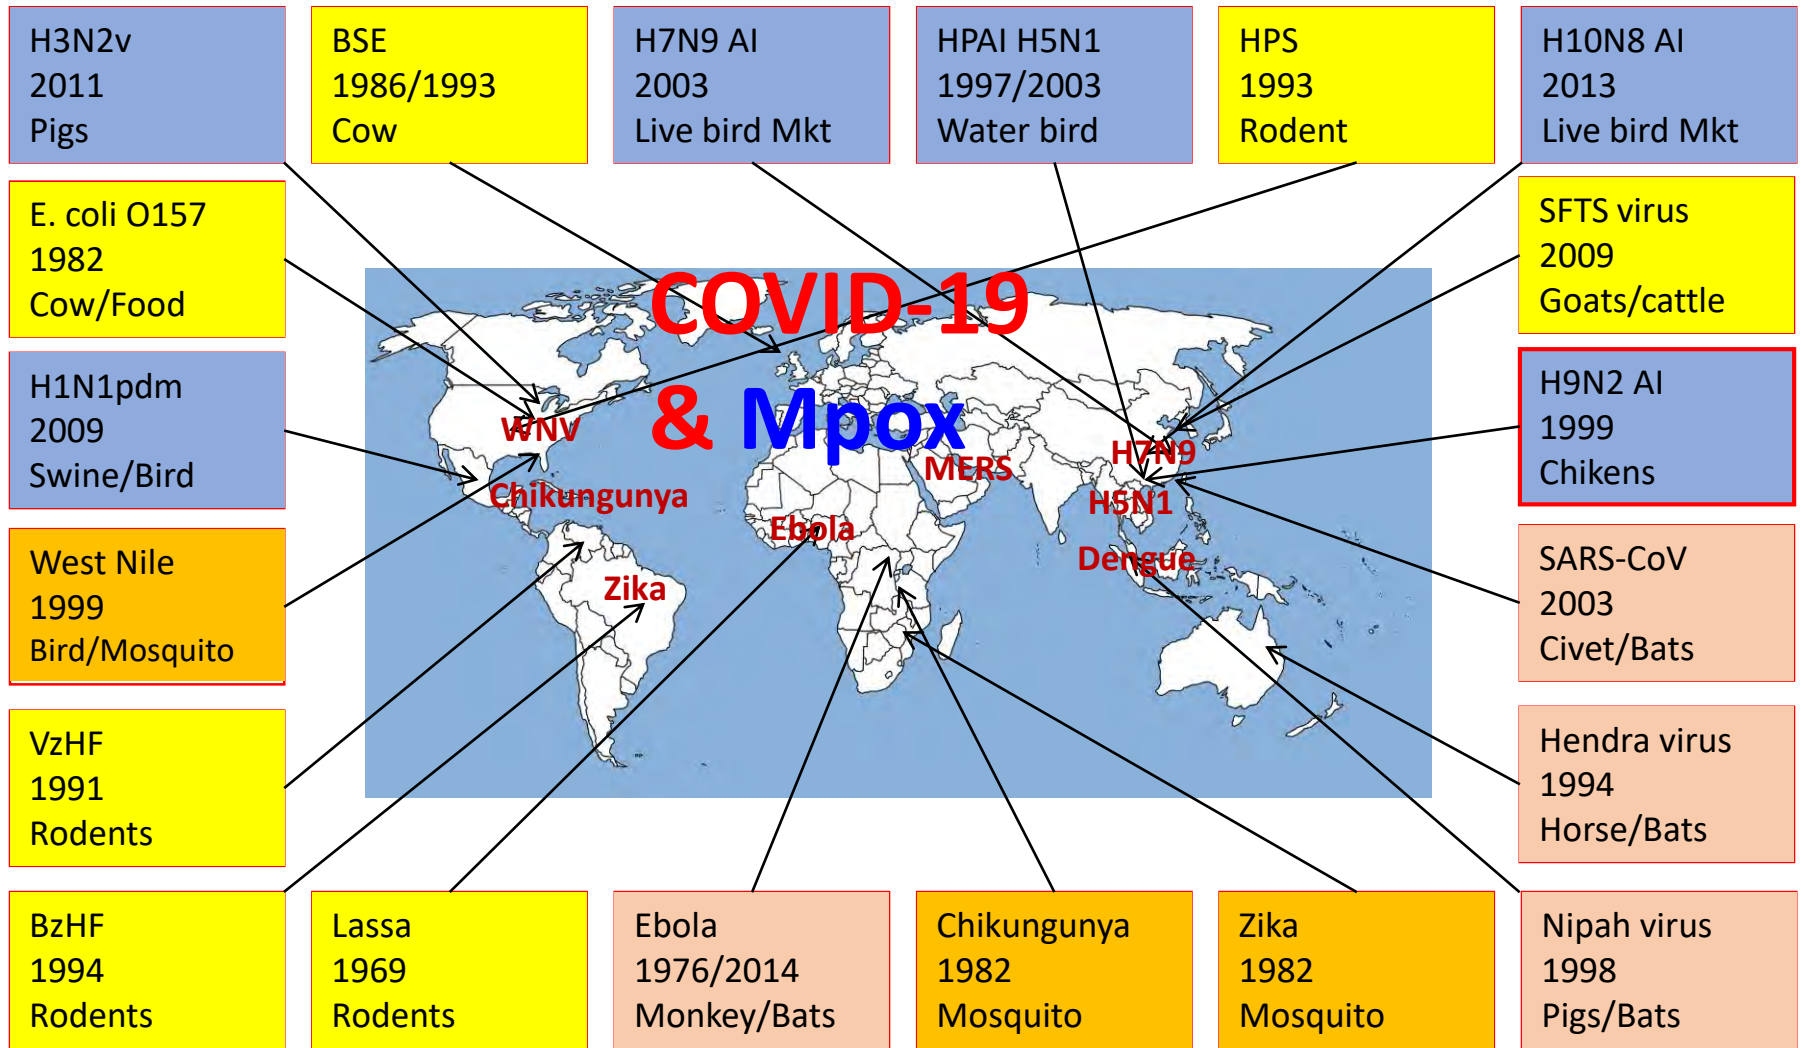 H3N2v
2011
Pigs
BSE
1986/1993
Cow
H7N9 AI
2003
Live bird Mkt
HPAI H5N1
1997/2003
Water bird
HPS
1993
Rodent
H10N8 AI
2013
Live bird Mkt
E. coli O157
1982
Cow/Food
SFTS virus
2009
Goats/cattle
H1N1pdm
2009
Swine/Bird
H9N2 AI
1999
Chikens
West Nile
1999
Bird/Mosquito
SARS-CoV
2003
Civet/Bats
VzHF
1991
Rodents
Hendra virus
1994
Horse/Bats
BzHF
1994
Rodents
Lassa
1969
Rodents
Ebola
1976/2014
Monkey/Bats
Chikungunya
1982
Mosquito
Zika
1982
Mosquito
Nipah virus
1998
Pigs/Bats
COVID-19
& Mpox
WNV
Chikungunya
Zika
Ebola
MERS
H7N9
H5N1
Dengue